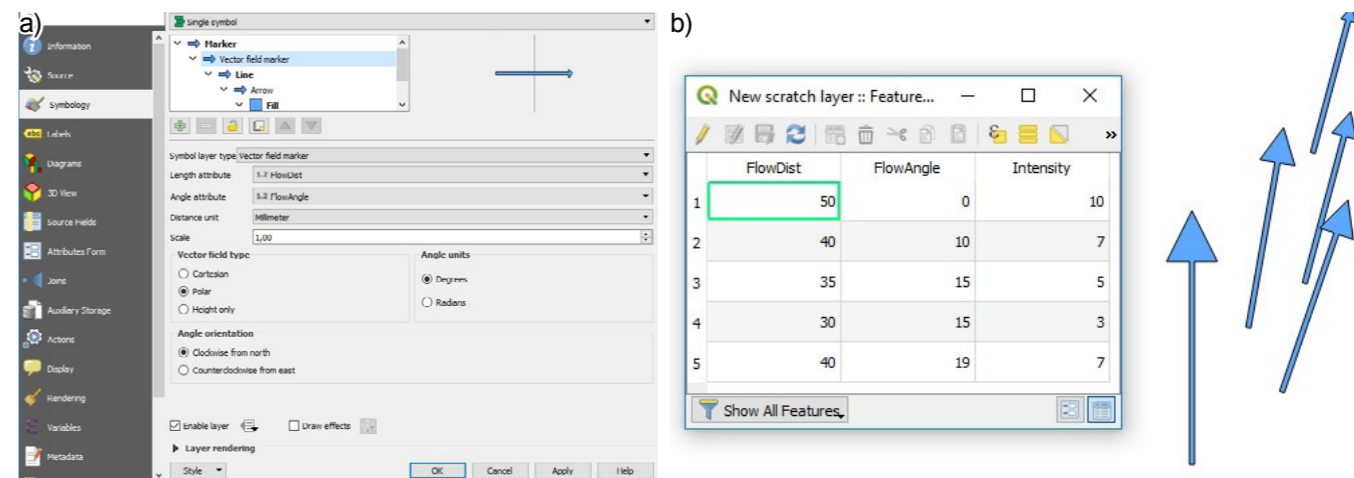 a)
Information
Source
Symbology
Labels
Diagrams
3D View
Source Fields
Attributes Form
Joins
Auxiliary Storage
Actions
Display
Rendering
Variables
Metadata
Single symbol
Marker
Vector field marker
Line
Arrow
Fill
Symbol layer type Vector field marker
Length attribute 1.2 FlowDist
Angle attribute 1.2 FlowAngle
Distance unit Millimeter
Scale 1,00
Vector field type
Cartesian
Polar
Height only
Angle units
Degrees
Radians
Angle orientation
Clockwise from north
Counterclockwise from east
Enable layer Draw effects
Layer rendering
Style OK Cancel Apply Help
b)
New scratch layer :: Feature...
FlowDist FlowAngle Intensity
1 50 0 10
2 40 10 7
3 35 15 5
4 30 15 3
5 40 19 7
Show All Features